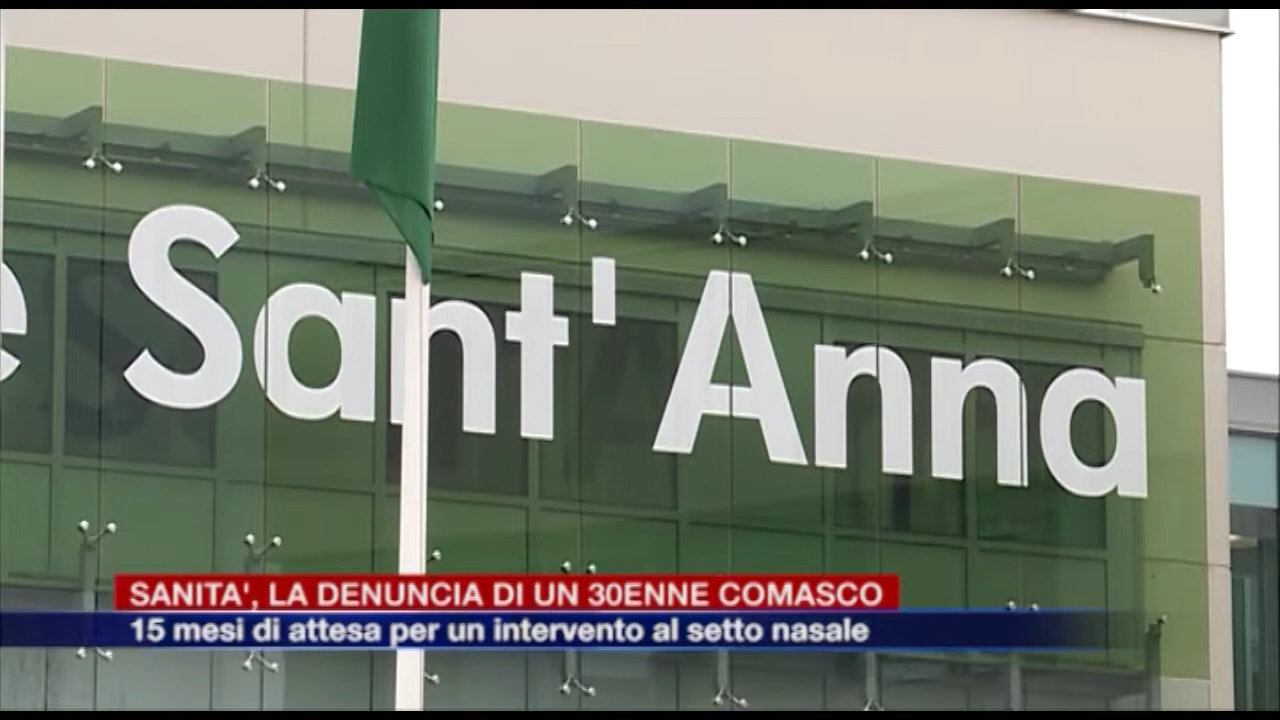 e Sant'Anna
SANITA', LA DENUNCIA DI UN 30ENNE COMASCO
15 mesi di attesa per un intervento al setto nasale